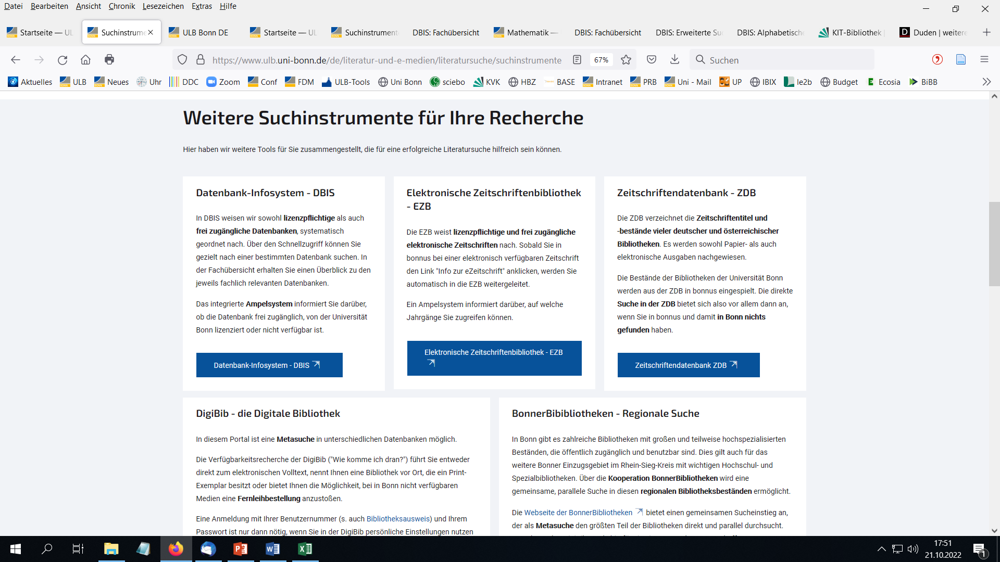 Datei Bearbeiten Ansicht Chronik Lesezeichen Extras Hilfe
Startseite — UL
Suchinstrume
ULB Bonn DE
Startseite — UL
Suchinstrument
DBIS: Fachübersicht
Mathematik —
DBIS: Fachübersicht
DBIS: Erweiterte Suc
DBIS: Alphabetische
KIT-Bibliothek |
Duden | weitere
https://www.ulb.uni-bonn.de/de/literatur-und-e-medien/literatursuche/suchinstrumente 67% Suchen
Aktuelles ULB Neues Uhr DDC Zoom Conf FDM ULB-Tools Uni Bonn sciebo KVK HBZ BASE Intranet PRB Uni - Mail UP IBIX le2b Budget Ecosia BiBB
Weitere Suchinstrumente für Ihre Recherche
Hier haben wir weitere Tools für Sie zusammengestellt, die für eine erfolgreiche Literatursuche hilfreich sein können.
Datenbank-Infosystem - DBIS
In DBIS weisen wir sowohl lizenzpflichtige als auch
frei zugängliche Datenbanken, systematisch
geordnet nach. Über den Schnellzugriff können Sie
gezielt nach einer bestimmten Datenbank suchen. In
der Fachübersicht erhalten Sie einen Überblick zu den
jeweils fachlich relevanten Datenbanken.
Das integrierte Ampelsystem informiert Sie darüber,
ob die Datenbank frei zugänglich, von der Universität
Bonn lizenziert oder nicht verfügbar ist.
Datenbank-Infosystem - DBIS
Elektronische Zeitschriftenbibliothek
- EZB
Die EZB weist lizenzpflichtige und frei zugängliche
elektronische Zeitschriften nach. Sobald Sie in
bonnus bei einer elektronisch verfügbaren Zeitschrift
den Link "Info zur eZeitschrift" anklicken, werden Sie
automatisch in die EZB weitergeleitet.
Ein Ampelsystem informiert darüber, auf welche
Jahrgänge Sie zugreifen können.
Elektronische Zeitschriftenbibliothek - EZB
Zeitschriftendatenbank - ZDB
Die ZDB verzeichnet die Zeitschriftentitel und
-bestände vieler deutscher und österreichischer
Bibliotheken. Es werden sowohl Papier- als auch
elektronische Ausgaben nachgewiesen.
Die Bestände der Bibliotheken der Universität Bonn
werden aus der ZDB in bonnus eingespielt. Die direkte
Suche in der ZDB bietet sich also vor allem dann an,
wenn Sie in bonnus und damit in Bonn nichts
gefunden haben.
Zeitschriftendatenbank ZDB
DigiBib - die Digitale Bibliothek
In diesem Portal ist eine Metasuche in unterschiedlichen Datenbanken möglich.
Die Verfügbarkeitsrecherche der DigiBib ("Wie komme ich dran?") führt Sie entweder
direkt zum elektronischen Volltext, nennt Ihnen eine Bibliothek vor Ort, die ein Print-
Exemplar besitzt oder bietet Ihnen die Möglichkeit, bei in Bonn nicht verfügbaren
Medien eine Fernleihbestellung anzustoßen.
Eine Anmeldung mit Ihrer Benutzernummer (s. auch Bibliotheksausweis) und Ihrem
Passwort ist nur dann nötig, wenn Sie in der DigiBib persönliche Einstellungen nutzen
BonnerBibibliotheken - Regionale Suche
In Bonn gibt es zahlreiche Bibliotheken mit großen und teilweise hochspezialisierten
Beständen, die öffentlich zugänglich und benutzbar sind. Dies gilt auch für das
weitere Bonner Einzugsgebiet im Rhein-Sieg-Kreis mit wichtigen Hochschul- und
Spezialbibliotheken. Über die Kooperation BonnerBibliotheken wird eine
gemeinsame, parallele Suche in diesen regionalen Bibliotheksbeständen ermöglicht.
Die Webseite der BonnerBibliotheken bietet einen gemeinsamen Sucheinstieg an,
der als Metasuche den größten Teil der Bibliotheken direkt und parallel durchsucht.
17:51
21.10.2022
1